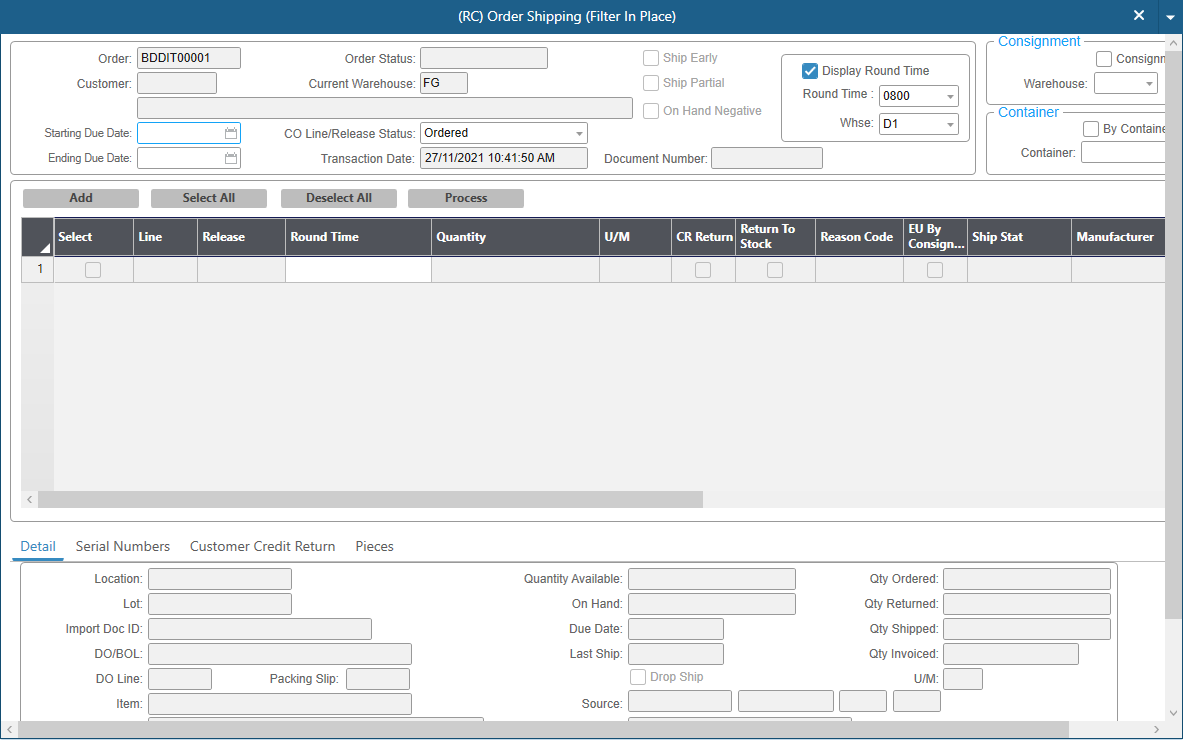 (RC) Order Shipping (Filter In Place)
Order: BDDIT00001 Order Status: Ship Early
Customer: Current Warehouse: FG Ship Partial
On Hand Negative
Starting Due Date: CO Line/Release Status: Ordered
Ending Due Date: Transaction Date: 27/11/2021 10:41:50 AM Document Number:
Display Round Time
Round Time : 0800
Whse: D1
Consignment
Consignm
Warehouse:
Container
By Containe
Container:
Add Select All Deselect All Process
Select Line Release Round Time Quantity U/M CR Return Return To Stock Reason Code EU By Consign... Ship Stat Manufacturer
1
Detail Serial Numbers Customer Credit Return Pieces
Location: Quantity Available: Qty Ordered:
Lot: On Hand: Qty Returned:
Import Doc ID: Due Date: Qty Shipped:
DO/BOL: Last Ship: Qty Invoiced:
DO Line: Packing Slip: Drop Ship U/M:
Item: Source: